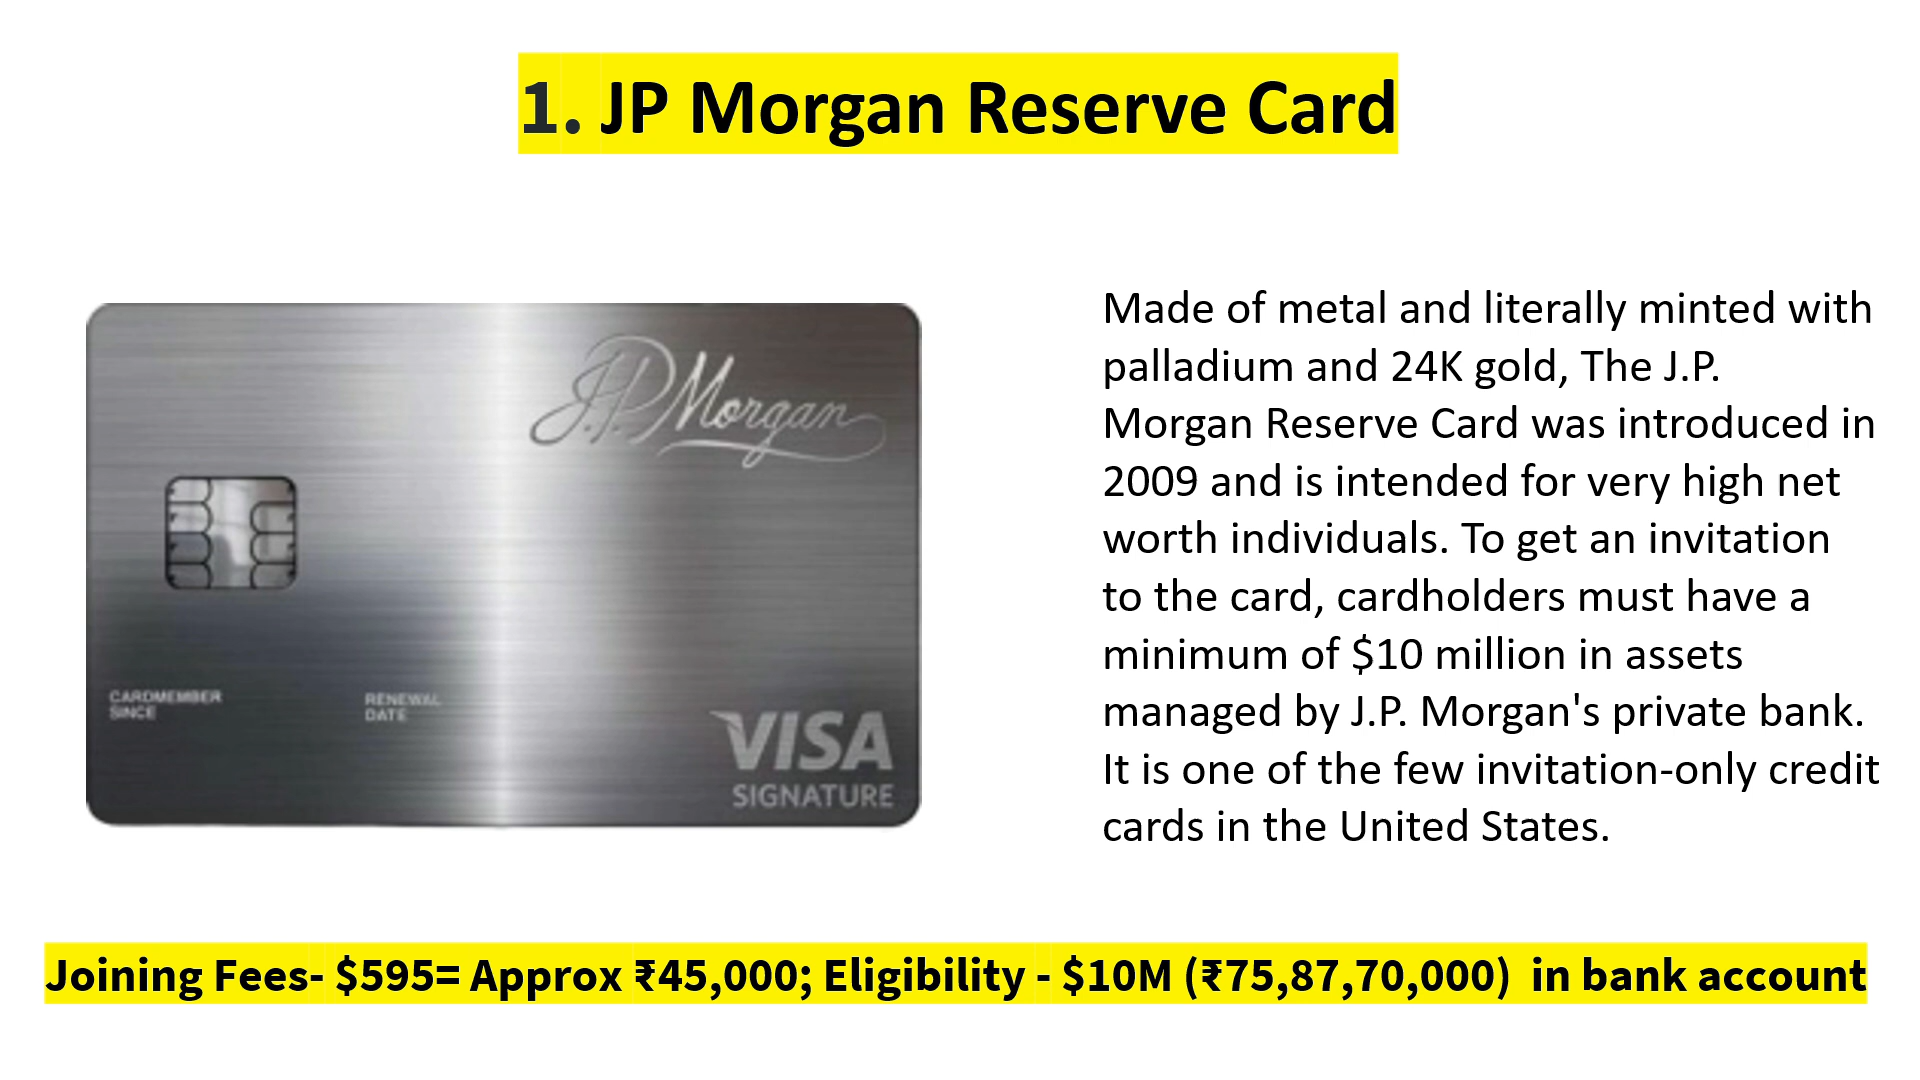 1. JP Morgan Reserve Card
J.P. Morgan
CARDMEMBER
SINCE
RENEWAL
DATE
VISA
SIGNATURE
Made of metal and literally minted with
palladium and 24K gold, The J.P.
Morgan Reserve Card was introduced in
2009 and is intended for very high net
worth individuals. To get an invitation
to the card, cardholders must have a
minimum of $10 million in assets
managed by J.P. Morgan's private bank.
It is one of the few invitation-only credit
cards in the United States.
Joining Fees- $595= Approx ₹45,000; Eligibility - $10M (₹75,87,70,000) in bank account